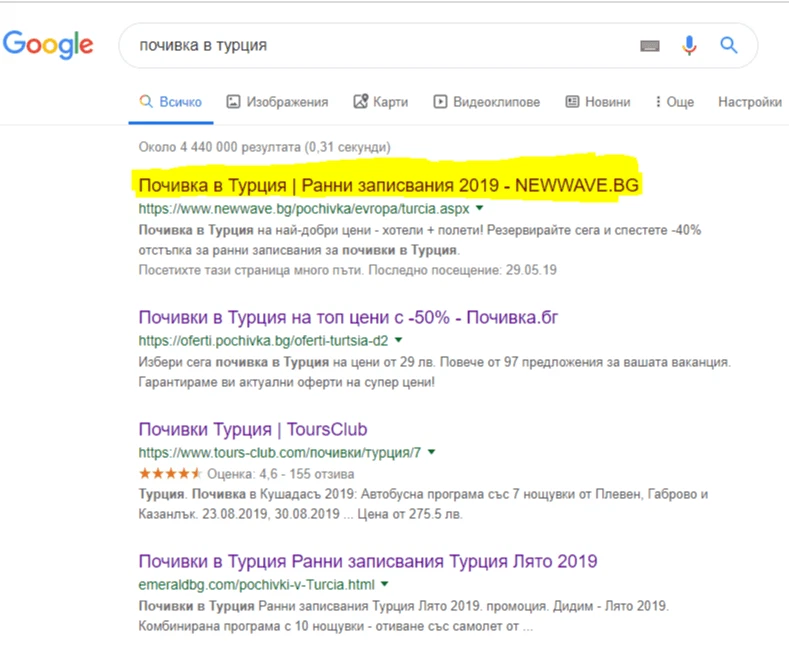 Google
почивка в турция
Всичко Изображения Карти Видеоклипове Новини Още Настройки
Около 4 440 000 резултата (0,31 секунди)
Почивка в Турция | Ранни записвания 2019 - NEWWAVE.BG
https://www.newwave.bg/pochivka/evropa/turcia.aspx
Почивка в Турция на най-добри цени - хотели + полети! Резервирайте сега и спестете -40%
отстъпка за ранни записвания за почивки в Турция.
Посетихте тази страница много пъти. Последно посещение: 29.05.19
Почивки в Турция на топ цени с -50% - Почивка.бг
https://oferti.pochivka.bg/oferti-turtsia-d2
Избери сега почивка в Турция на цени от 29 лв. Повече от 97 предложения за вашата ваканция.
Гарантираме ви актуални оферти на супер цени!
Почивки Турция | ToursClub
https://www.tours-club.com/почивки/турция/7
Оценка: 4,6 - 155 отзива
Турция. Почивка в Кушадасъ 2019: Автобусна програма със 7 нощувки от Плевен, Габрово и
Казанлък. 23.08.2019, 30.08.2019 ... Цена от 275.5 лв.
Почивки в Турция Ранни записвания Турция Лято 2019
emeraldbg.com/pochivki-v-Turcia.html
Почивки в Турция Ранни записвания Турция Лято 2019. промоция. Дидим - Лято 2019.
Комбинирана програма с 10 нощувки - отиване със самолет от ...